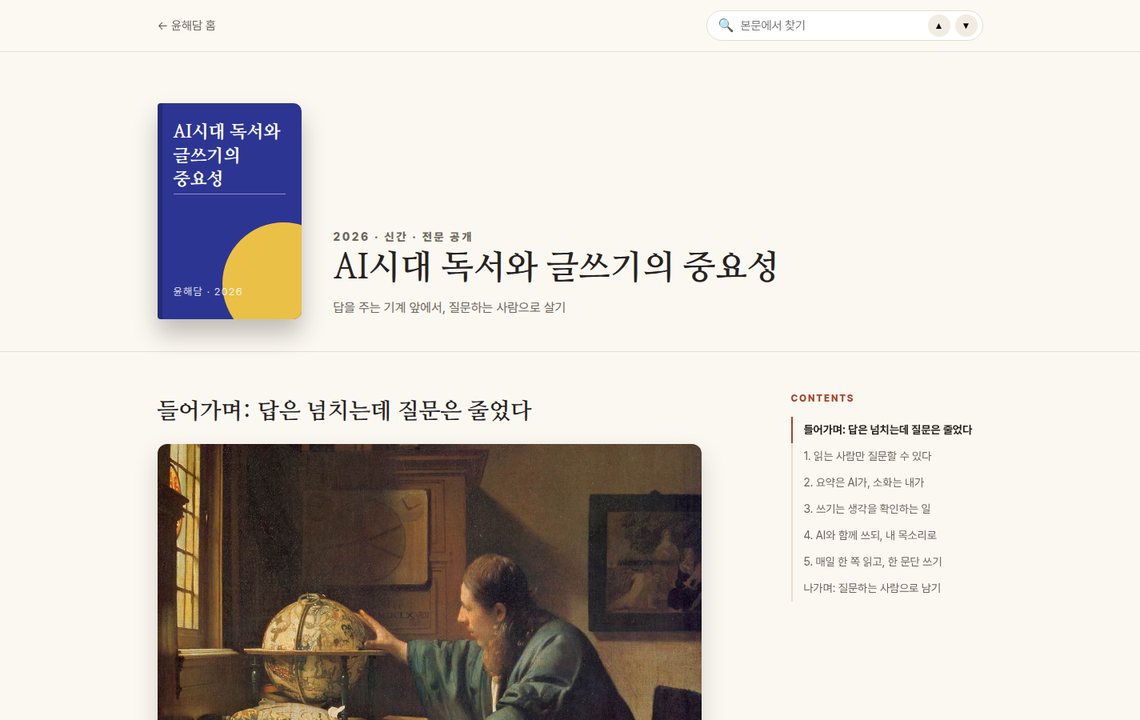 ← 윤해담 홈
본문에서 찾기
▲ ▼
AI시대 독서와
글쓰기의
중요성
윤해담 · 2026
2026 · 신간 · 전문 공개
AI시대 독서와 글쓰기의 중요성
답을 주는 기계 앞에서, 질문하는 사람으로 살기
들어가며: 답은 넘치는데 질문은 줄었다
CONTENTS
들어가며: 답은 넘치는데 질문은 줄었다
1. 읽는 사람만 질문할 수 있다
2. 요약은 AI가, 소화는 내가
3. 쓰기는 생각을 확인하는 일
4. AI와 함께 쓰되, 내 목소리로
5. 매일 한 쪽 읽고, 한 문단 쓰기
나가며: 질문하는 사람으로 남기